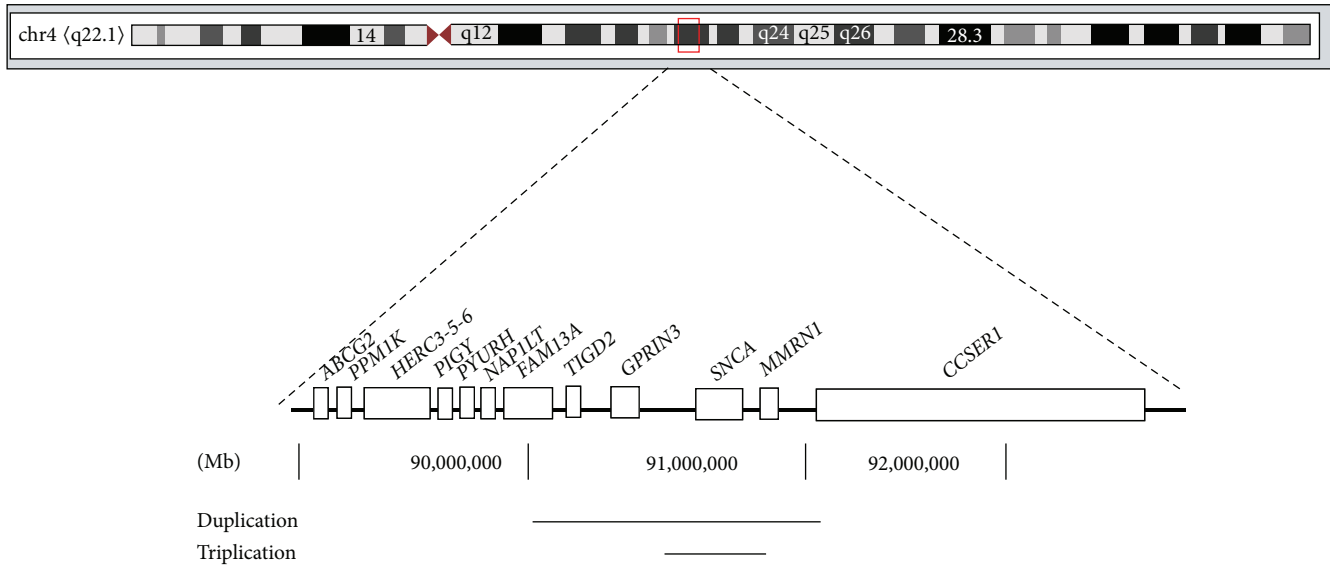 chr4 ⟨q22.1⟩ 14 q12 q24 q25 q26 28.3
ABCG2 PPM1K HERC3-5-6 PIGY PYURH NAP1LT FAM13A TIGD2 GPRIN3 SNCA MMRN1 CCSER1
(Mb) 90,000,000 91,000,000 92,000,000
Duplication
Triplication